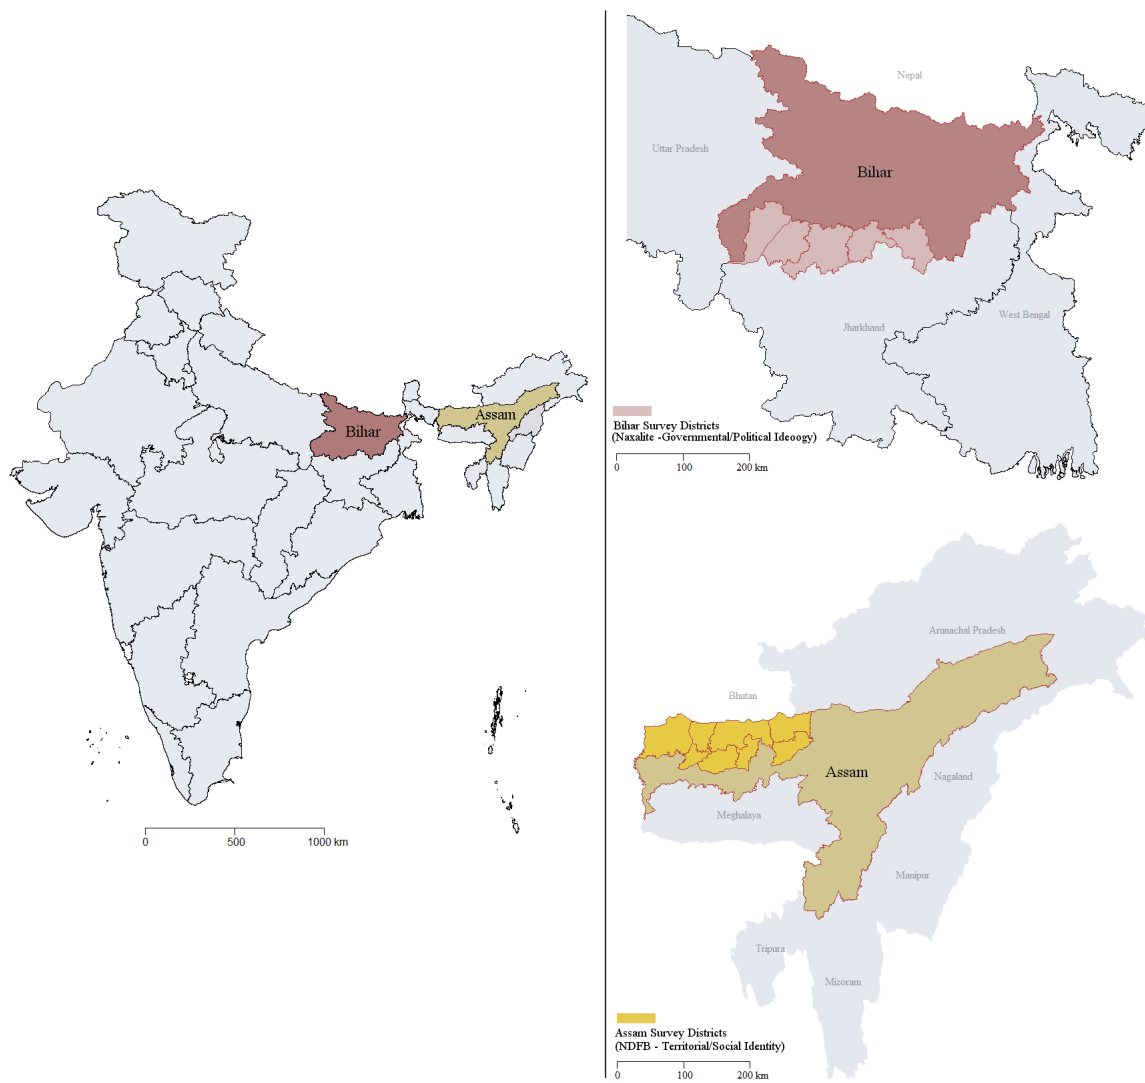 Bihar
Assam
0 500 1000 km
Nepal
Uttar Pradesh
Bihar
Jharkhand
West Bengal
Bihar Survey Districts
(Naxalite -Governmental/Political Ideoogy)
0 100 200 km
Arunachal Pradesh
Bhutan
Assam
Nagaland
Meghalaya
Manipur
Tripura
Mizoram
Assam Survey Districts
(NDFB - Territorial/Social Identity)
0 100 200 km